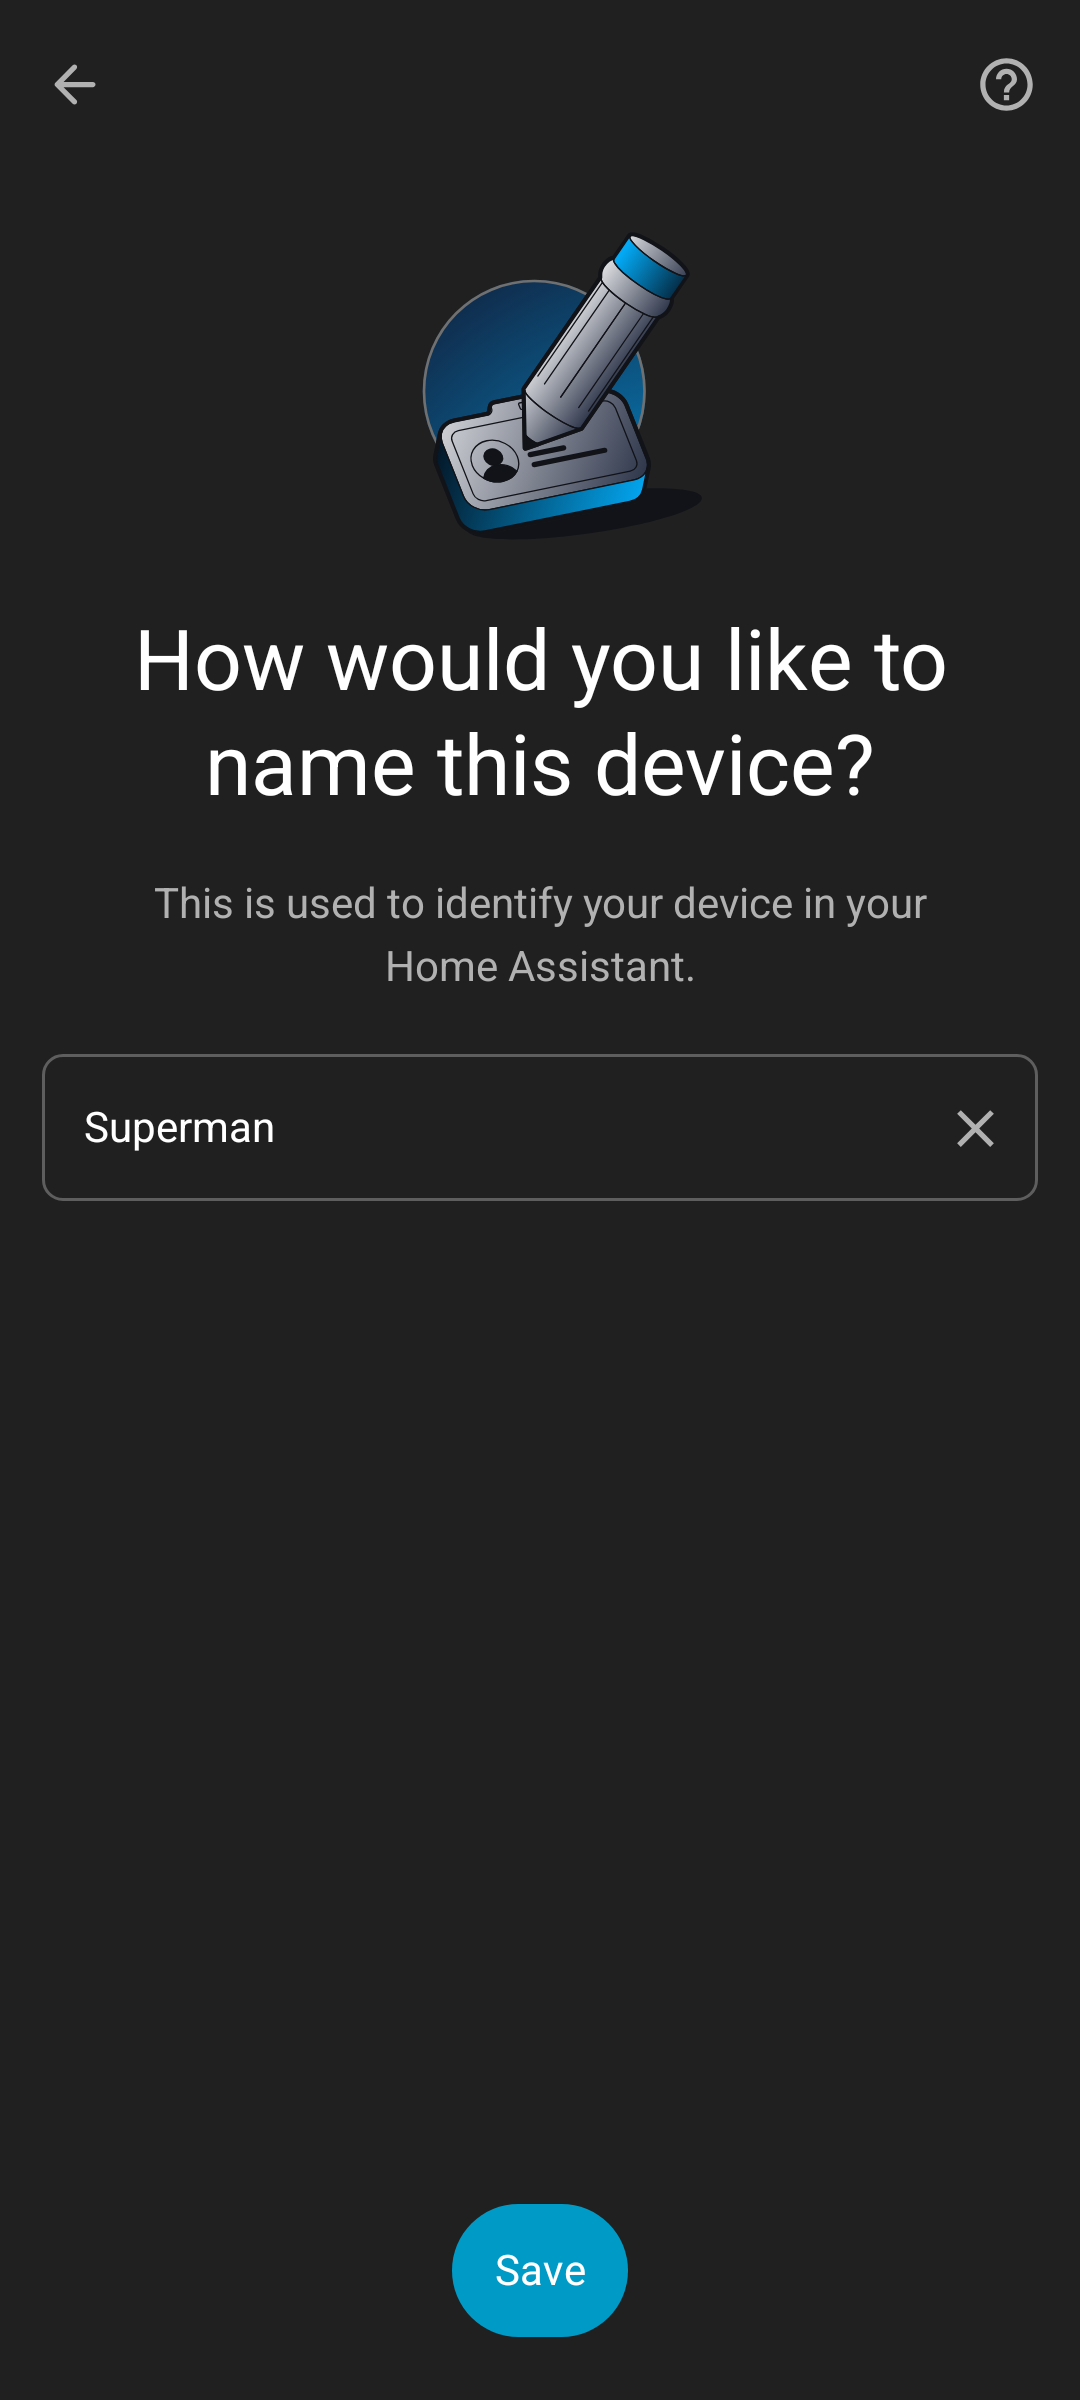 How would you like to
name this device?
This is used to identify your device in your
Home Assistant.
Superman
Save